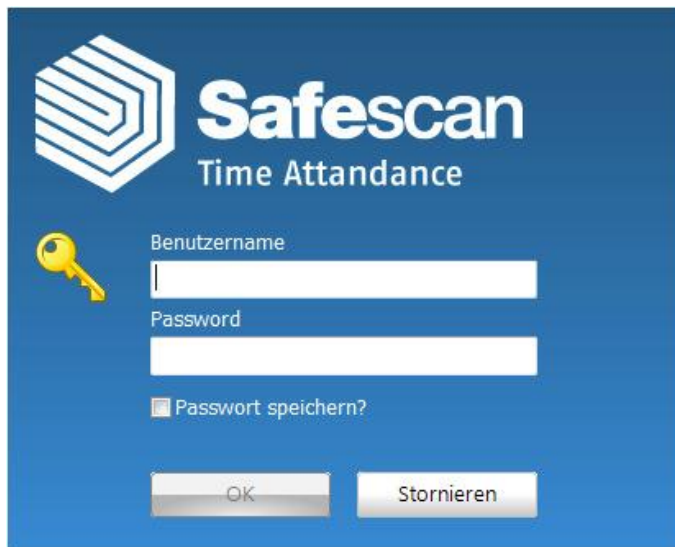 Safescan
Time Attandance
Benutzername
Password
Passwort speichern?
OK
Stornieren